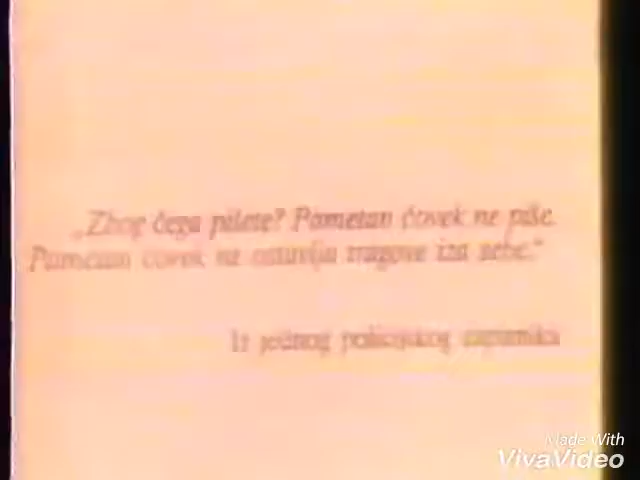 „Zbog čega pišete? Pametan čovek ne piše.
Pametan čovek ne ostavlja tragove iza sebe.“
Iz jednog policijskog zapisnika
Made With
VivaVideo